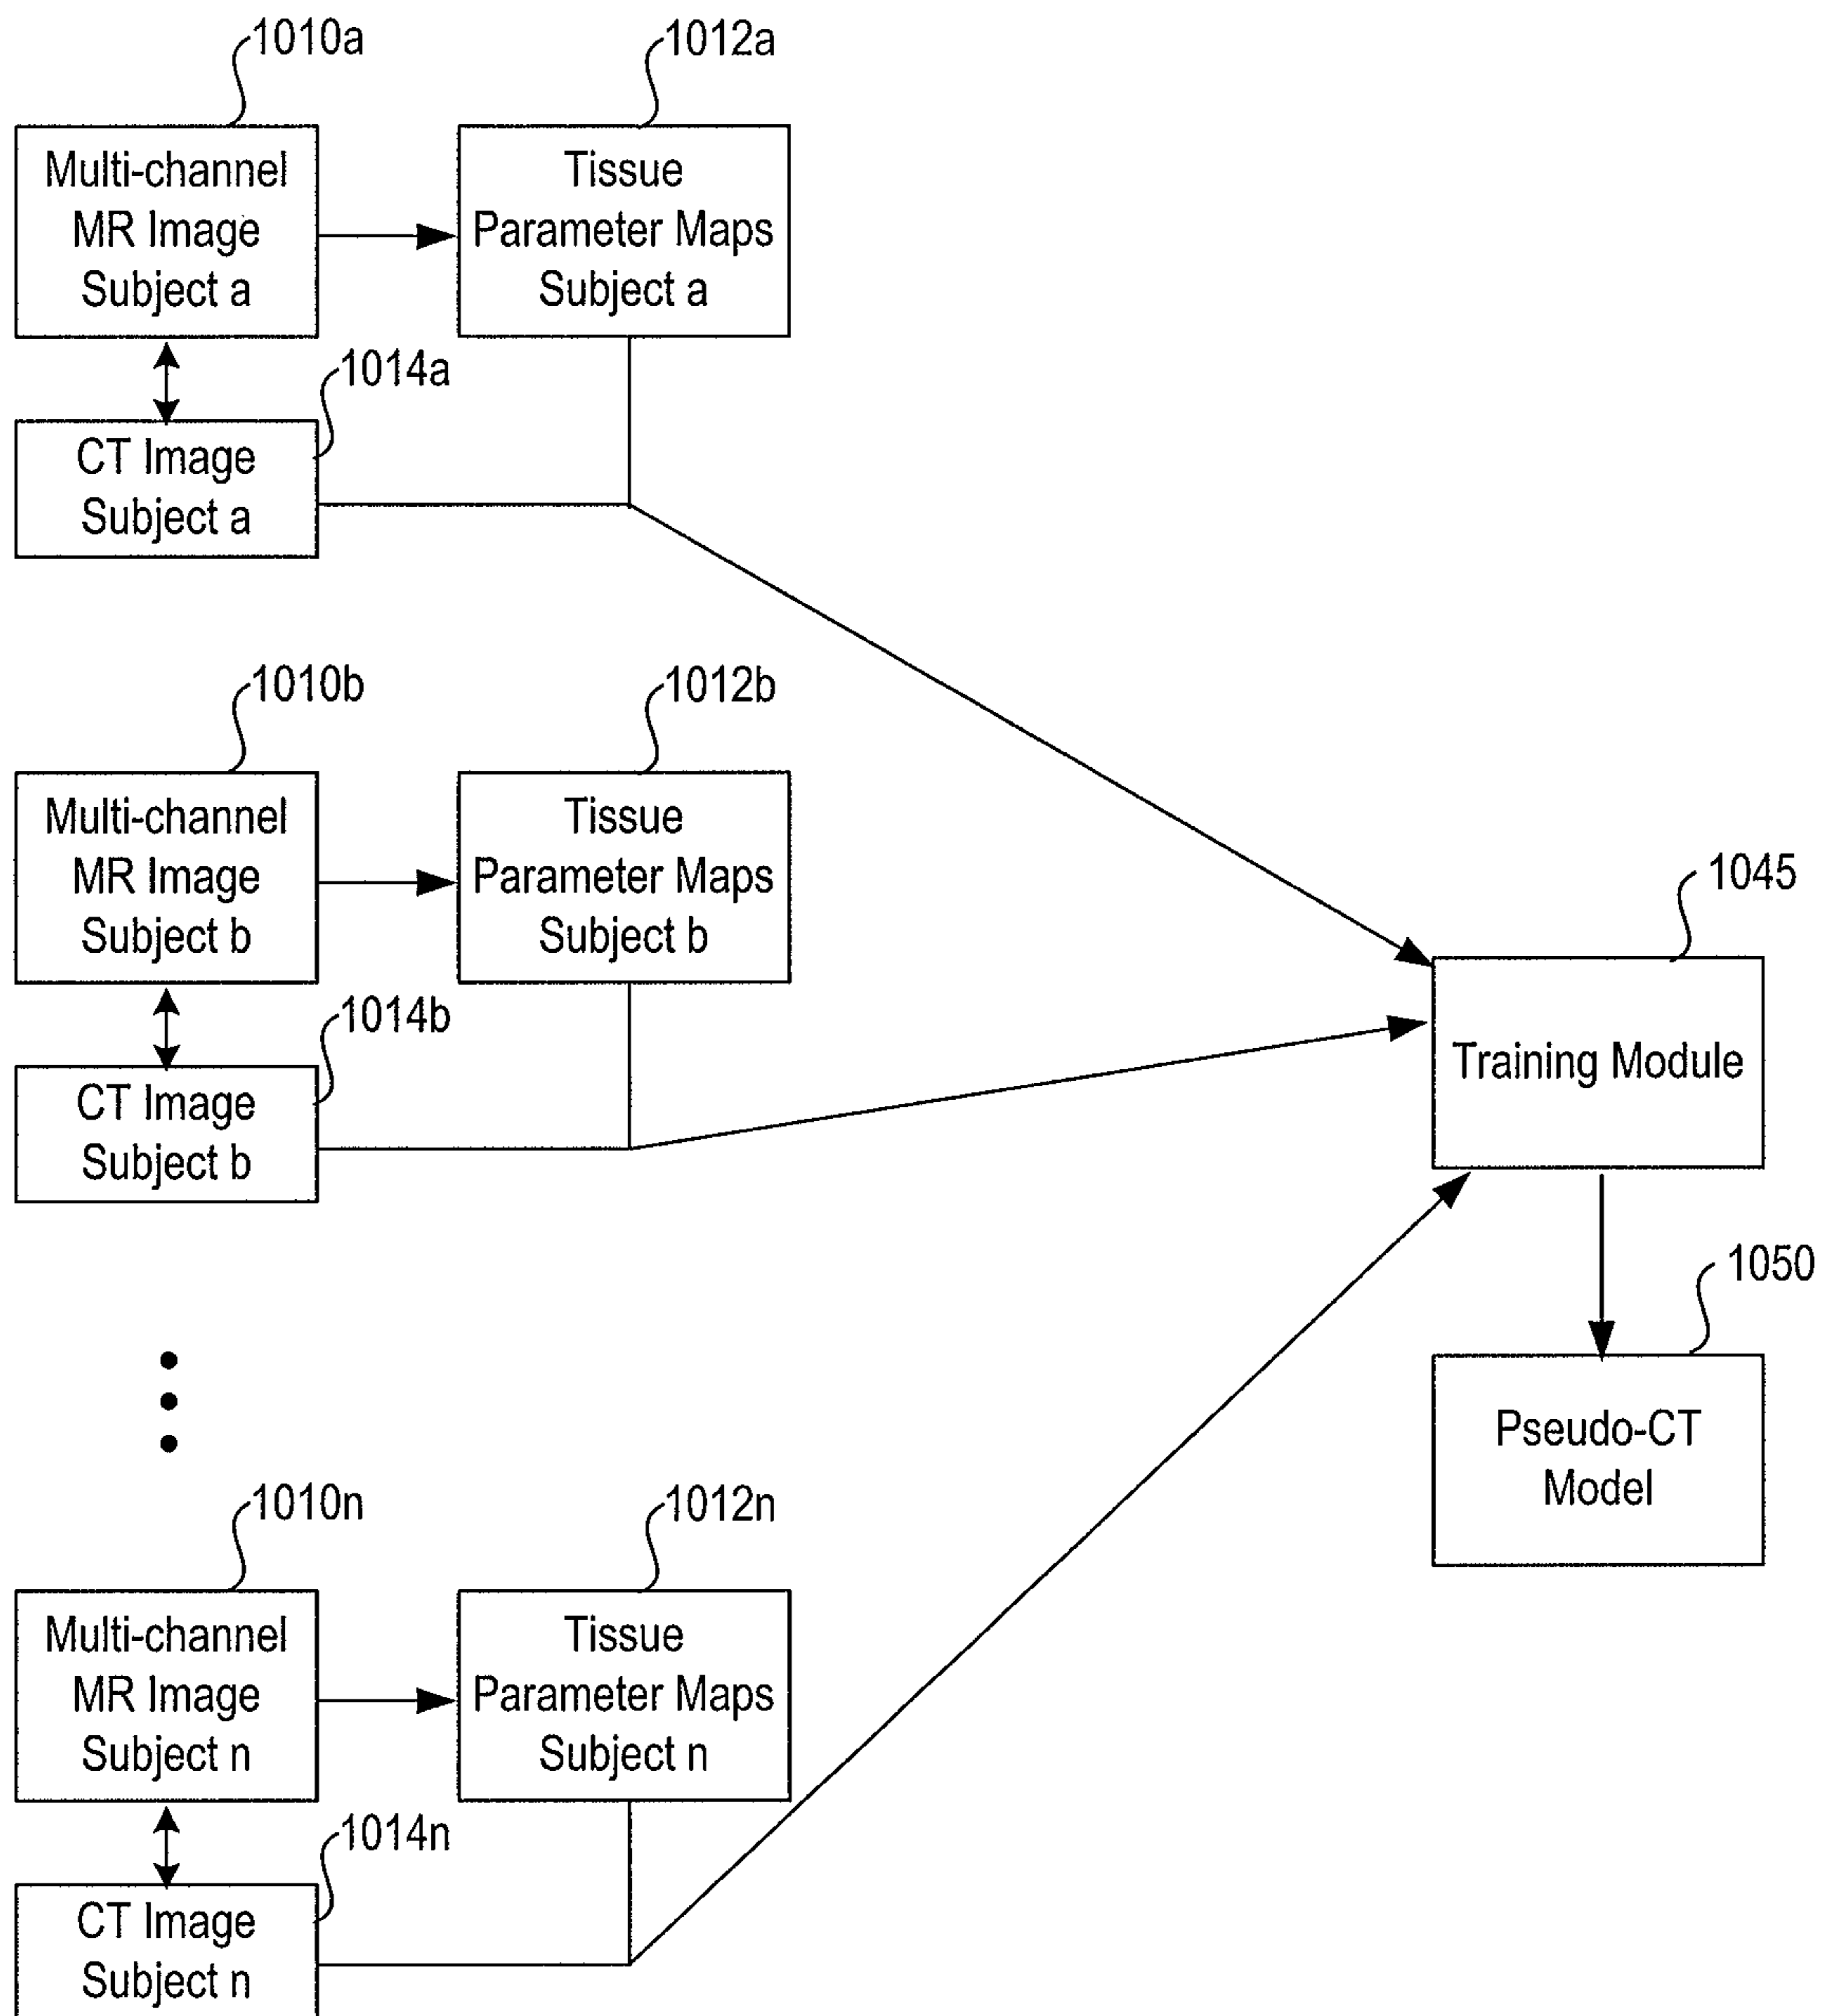 1010a
1012a
Multi-channel
MR Image
Subject a
Tissue
Parameter Maps
Subject a
1014a
CT Image
Subject a
1010b
1012b
Multi-channel
MR Image
Subject b
Tissue
Parameter Maps
Subject b
1014b
CT Image
Subject b
1045
Training Module
1050
Pseudo-CT
Model
1010n
1012n
Multi-channel
MR Image
Subject n
Tissue
Parameter Maps
Subject n
1014n
CT Image
Subject n